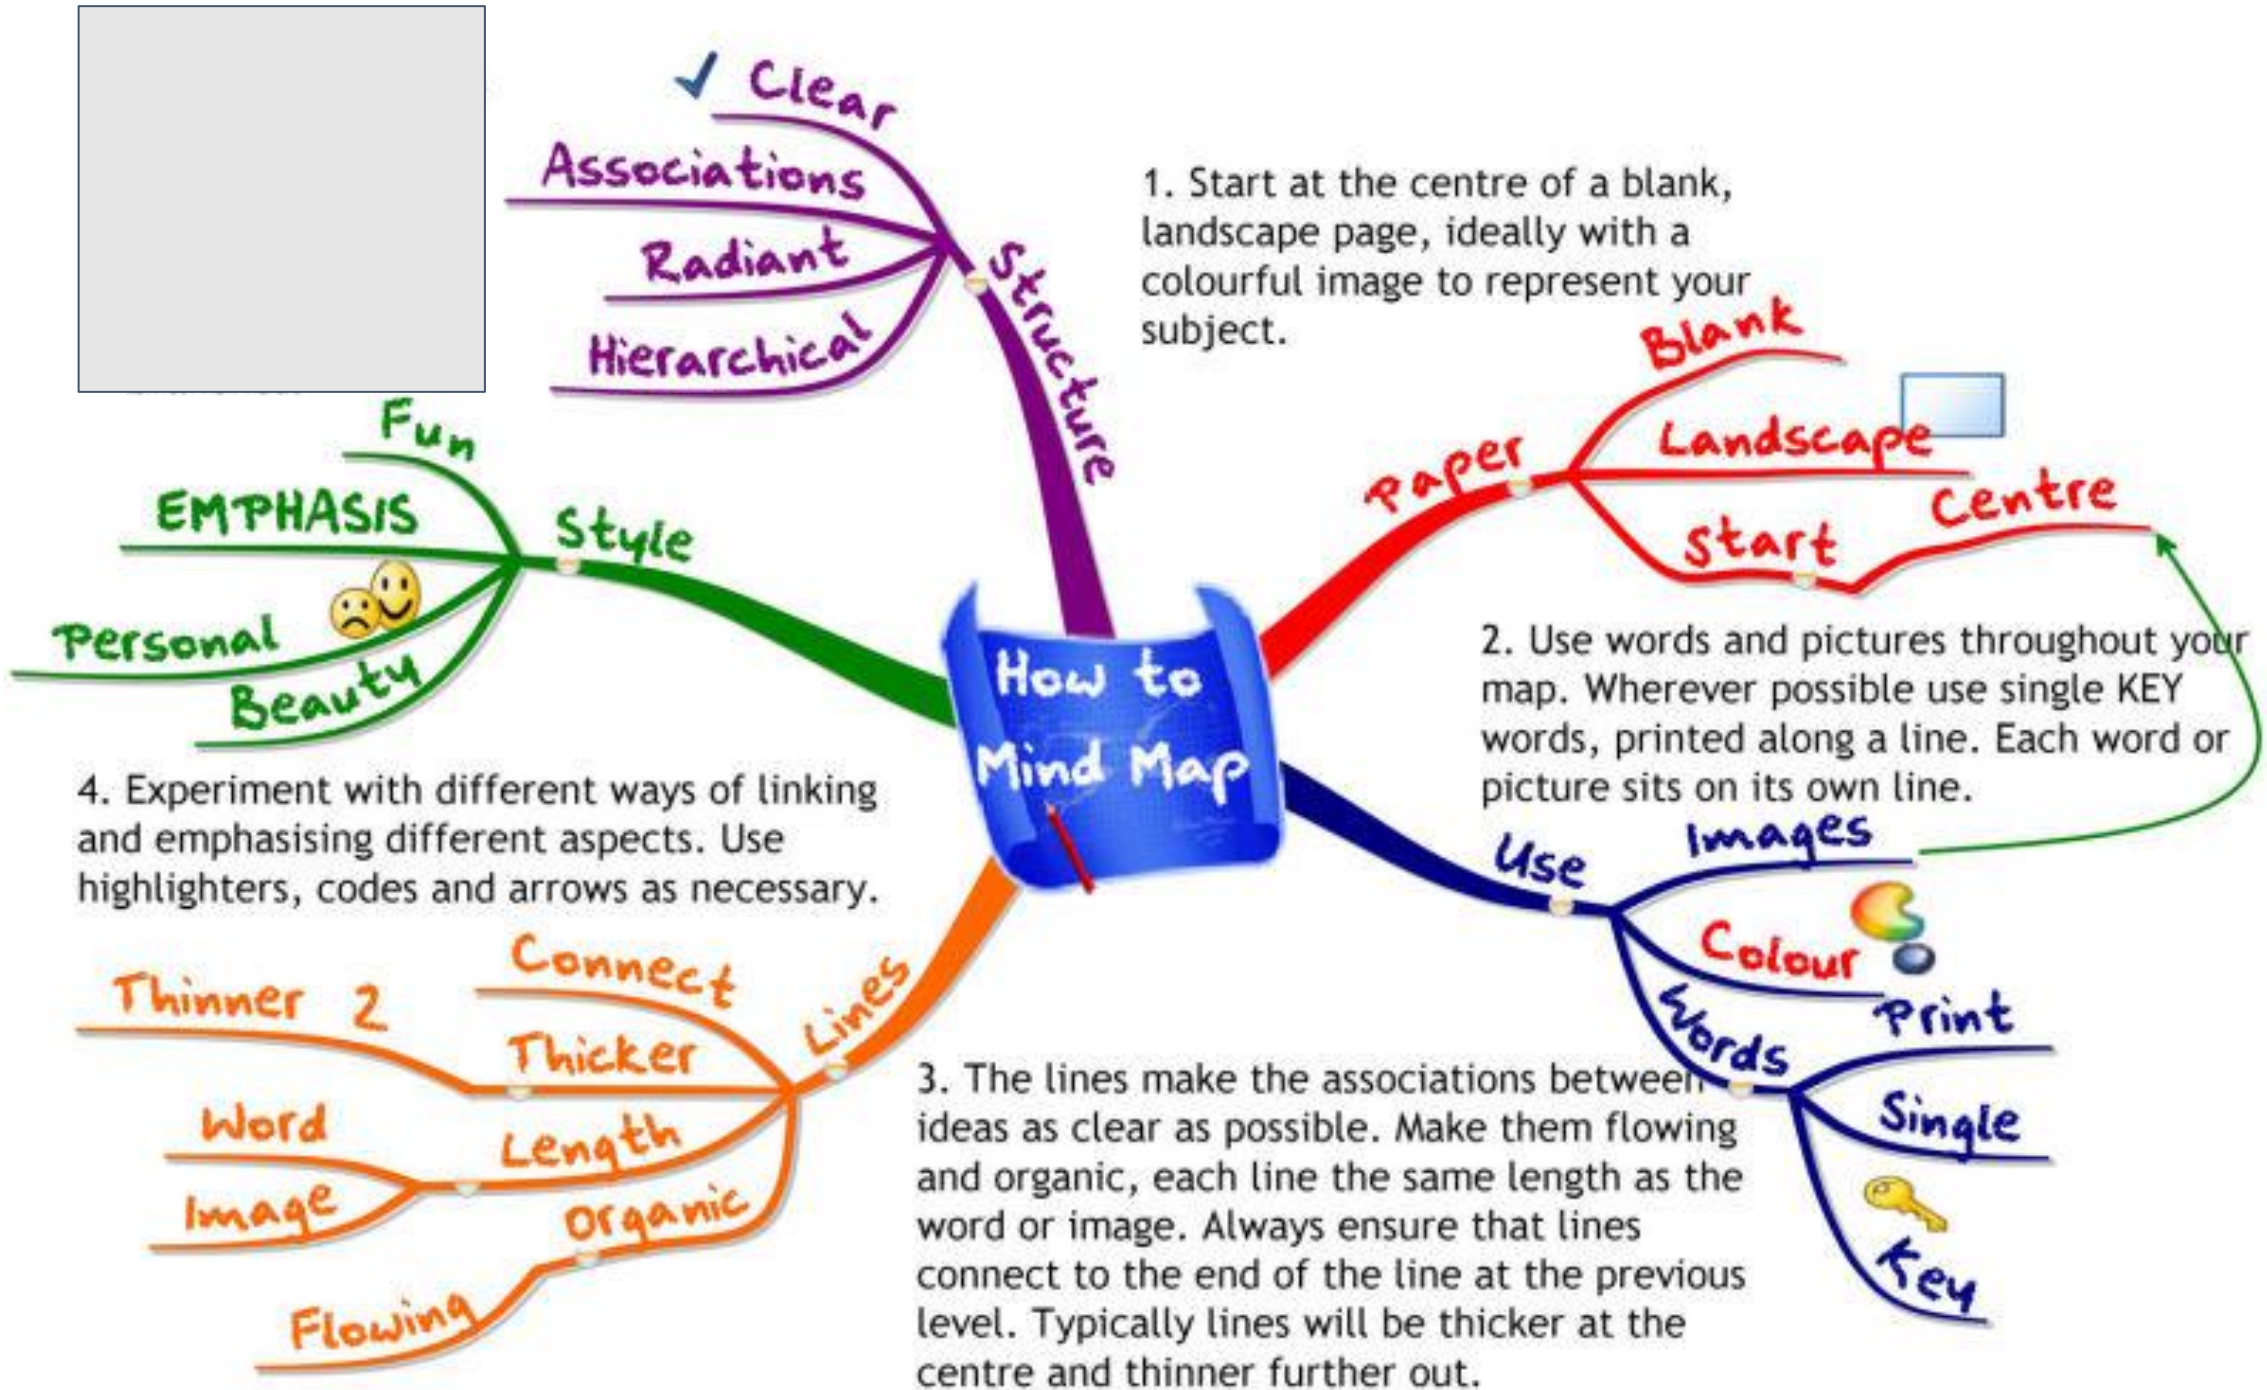 Clear
Associations
Radiant
Hierarchical
Structure
1. Start at the centre of a blank,
landscape page, ideally with a
colourful image to represent your
subject.
Blank
Landscape
Paper
Start
Centre
Fun
EMPHASIS
Style
Personal
Beauty
How to
Mind Map
2. Use words and pictures throughout your
map. Wherever possible use single KEY
words, printed along a line. Each word or
picture sits on its own line.
Use
Images
Colour
Words
Print
Single
Key
4. Experiment with different ways of linking
and emphasising different aspects. Use
highlighters, codes and arrows as necessary.
Lines
Connect
Thinner 2
Thicker
Length
Word
Image
Organic
Flowing
3. The lines make the associations between
ideas as clear as possible. Make them flowing
and organic, each line the same length as the
word or image. Always ensure that lines
connect to the end of the line at the previous
level. Typically lines will be thicker at the
centre and thinner further out.